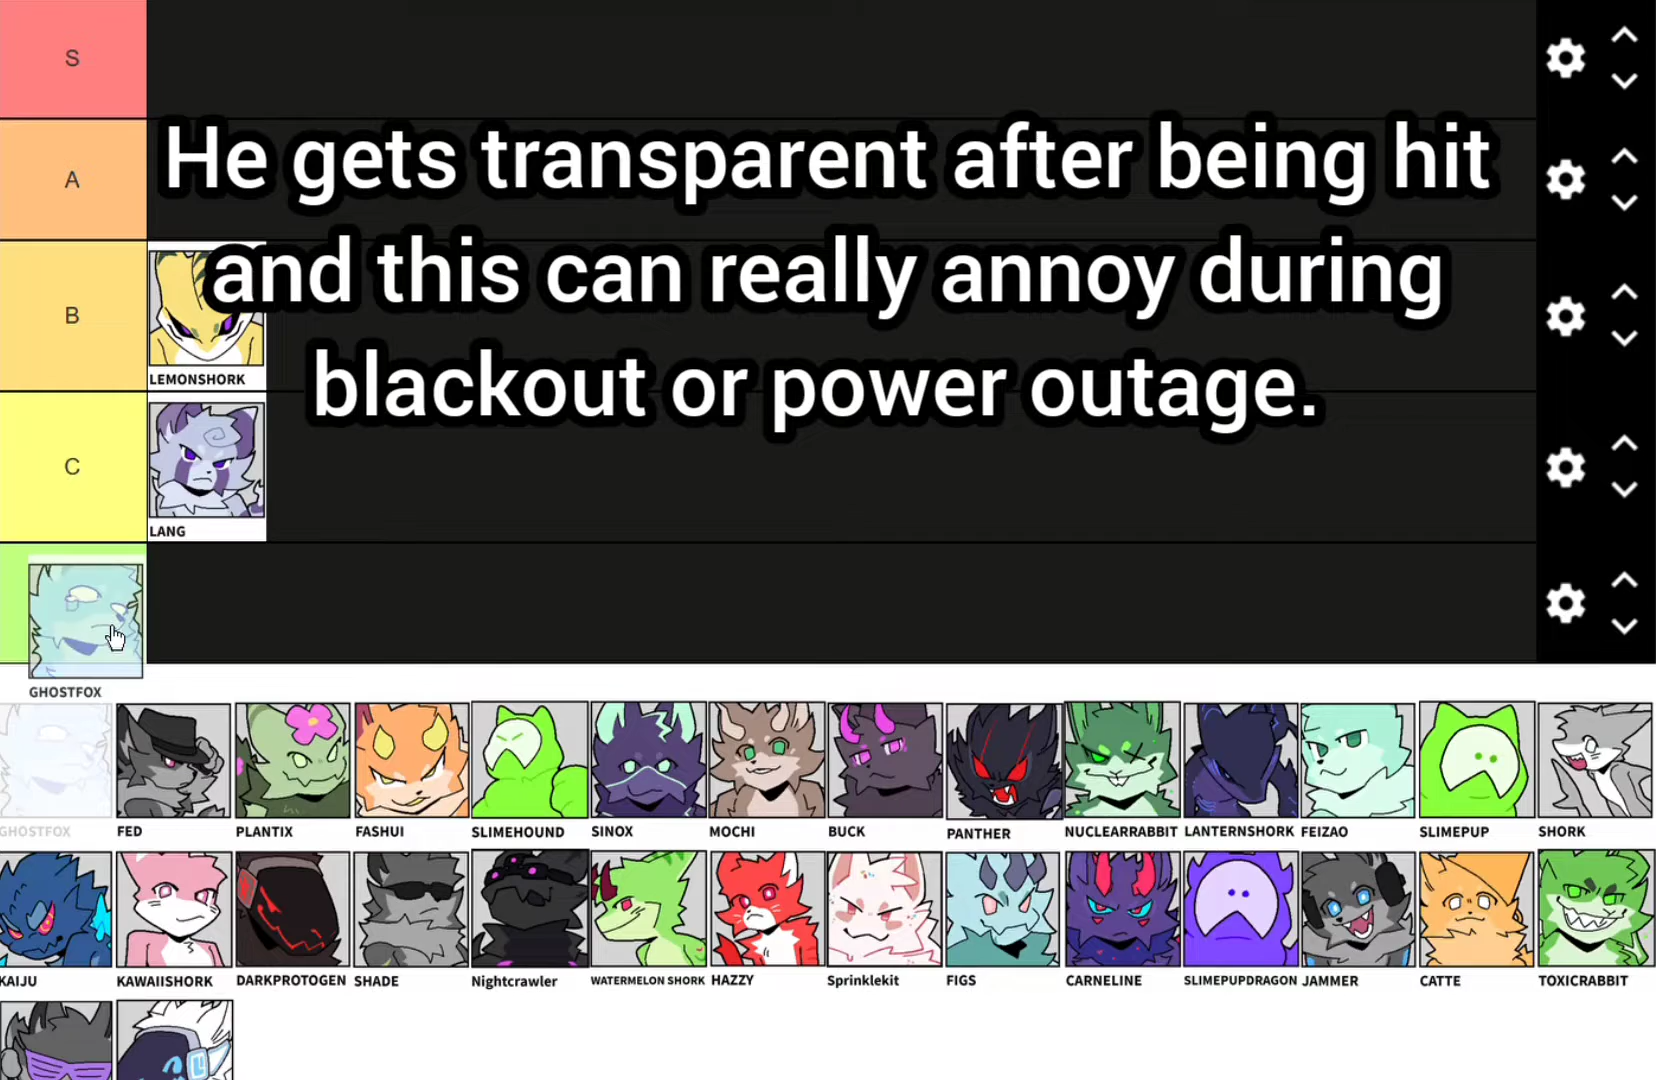 S
He gets transparent after being hit
A
and this can really annoy during
B
blackout or power outage.
LEMONSHORK
C
LANG
GHOSTFOX
GHOSTFOX FED PLANTIX FASHUI SLIMEHOUND SINOX MOCHI BUCK PANTHER NUCLEARRABBIT LANTERNSHORK FEIZAO SLIMEPUP SHORK
KAIJU KAWAIISHORK DARKPROTOGEN SHADE Nightcrawler WATERMELON SHORK HAZZY Sprinklekit FIGS CARNELINE SLIMEPUPDRAGON JAMMER CATTE TOXICRABBIT